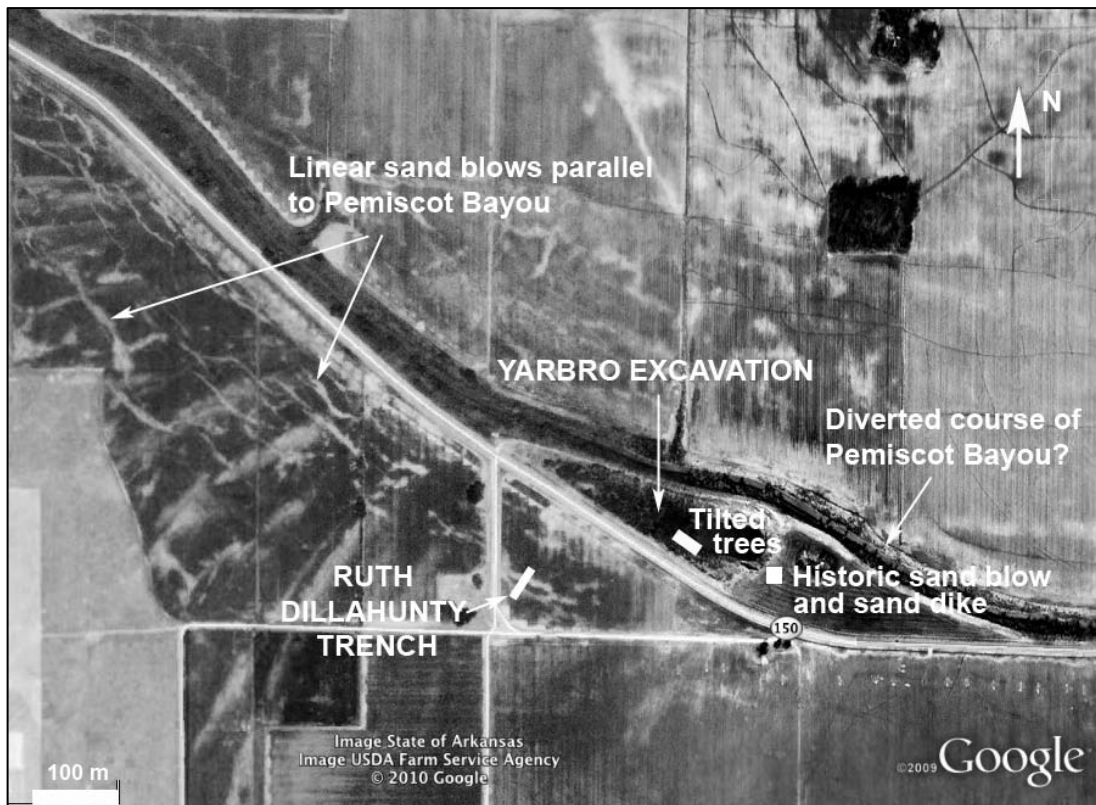 N
Linear sand blows parallel
to Pemiscot Bayou
YARBRO EXCAVATION
Diverted course of
Pemiscot Bayou?
Tilted
trees
Historic sand blow
and sand dike
RUTH
DILLAHUNTY
TRENCH
150
Image State of Arkansas
Image USDA Farm Service Agency
© 2010 Google
©2009 Google
100 m